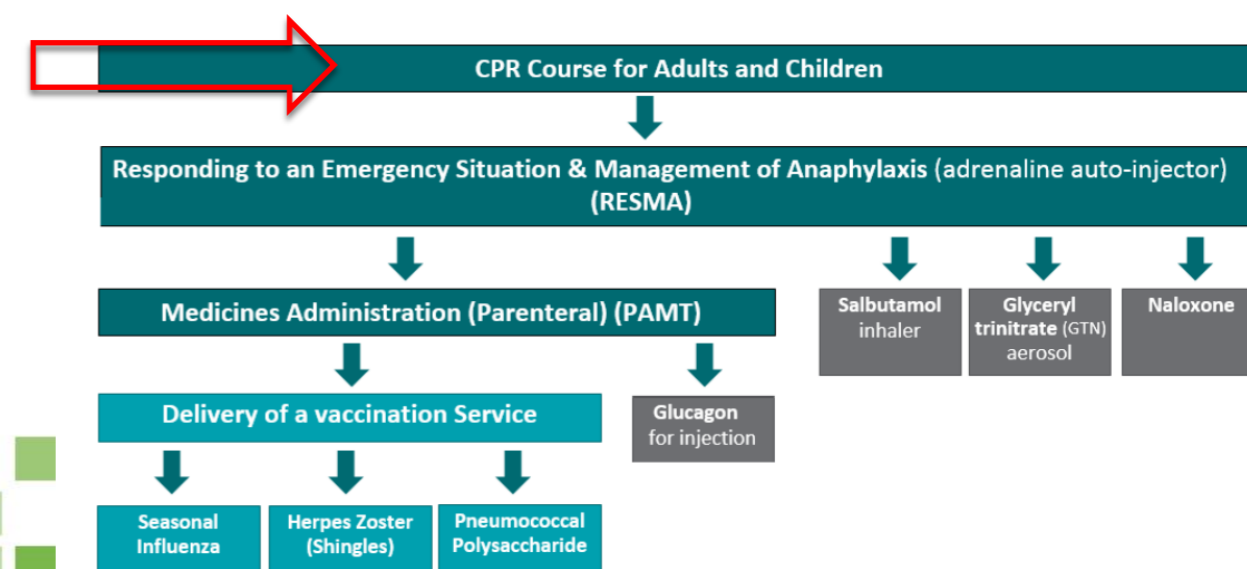 CPR Course for Adults and Children
Responding to an Emergency Situation & Management of Anaphylaxis (adrenaline auto-injector)
(RESMA)
Medicines Administration (Parenteral) (PAMT)
Salbutamol
inhaler
Glyceryl
trinitrate (GTN)
aerosol
Naloxone
Delivery of a vaccination Service
Glucagon
for injection
Seasonal
Influenza
Herpes Zoster
(Shingles)
Pneumococcal
Polysaccharide